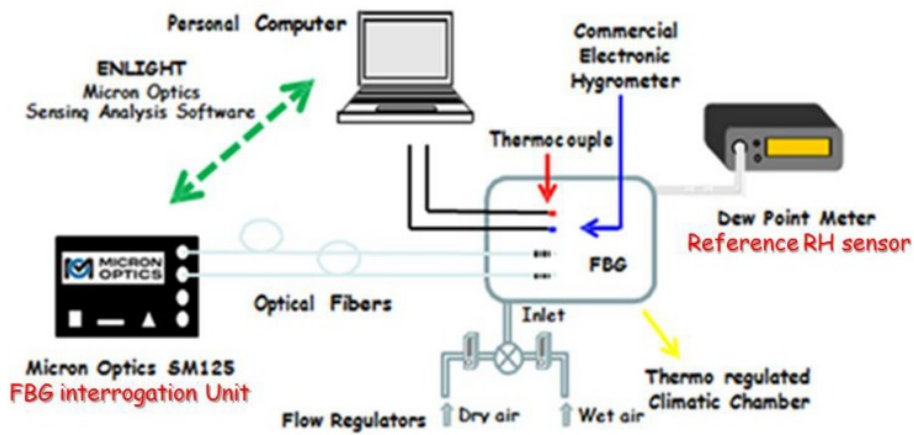 Personal Computer
ENLIGHT
Micron Optics
Sensing Analysis Software
Commercial
Electronic
Hygrometer
Thermocouple
Dew Point Meter
Reference RH sensor
MICRON
OPTICS
FBG
Optical Fibers
Inlet
Micron Optics SM125
FBG interrogation Unit
Thermo regulated
Climatic Chamber
Flow Regulators
Dry air
Wet air